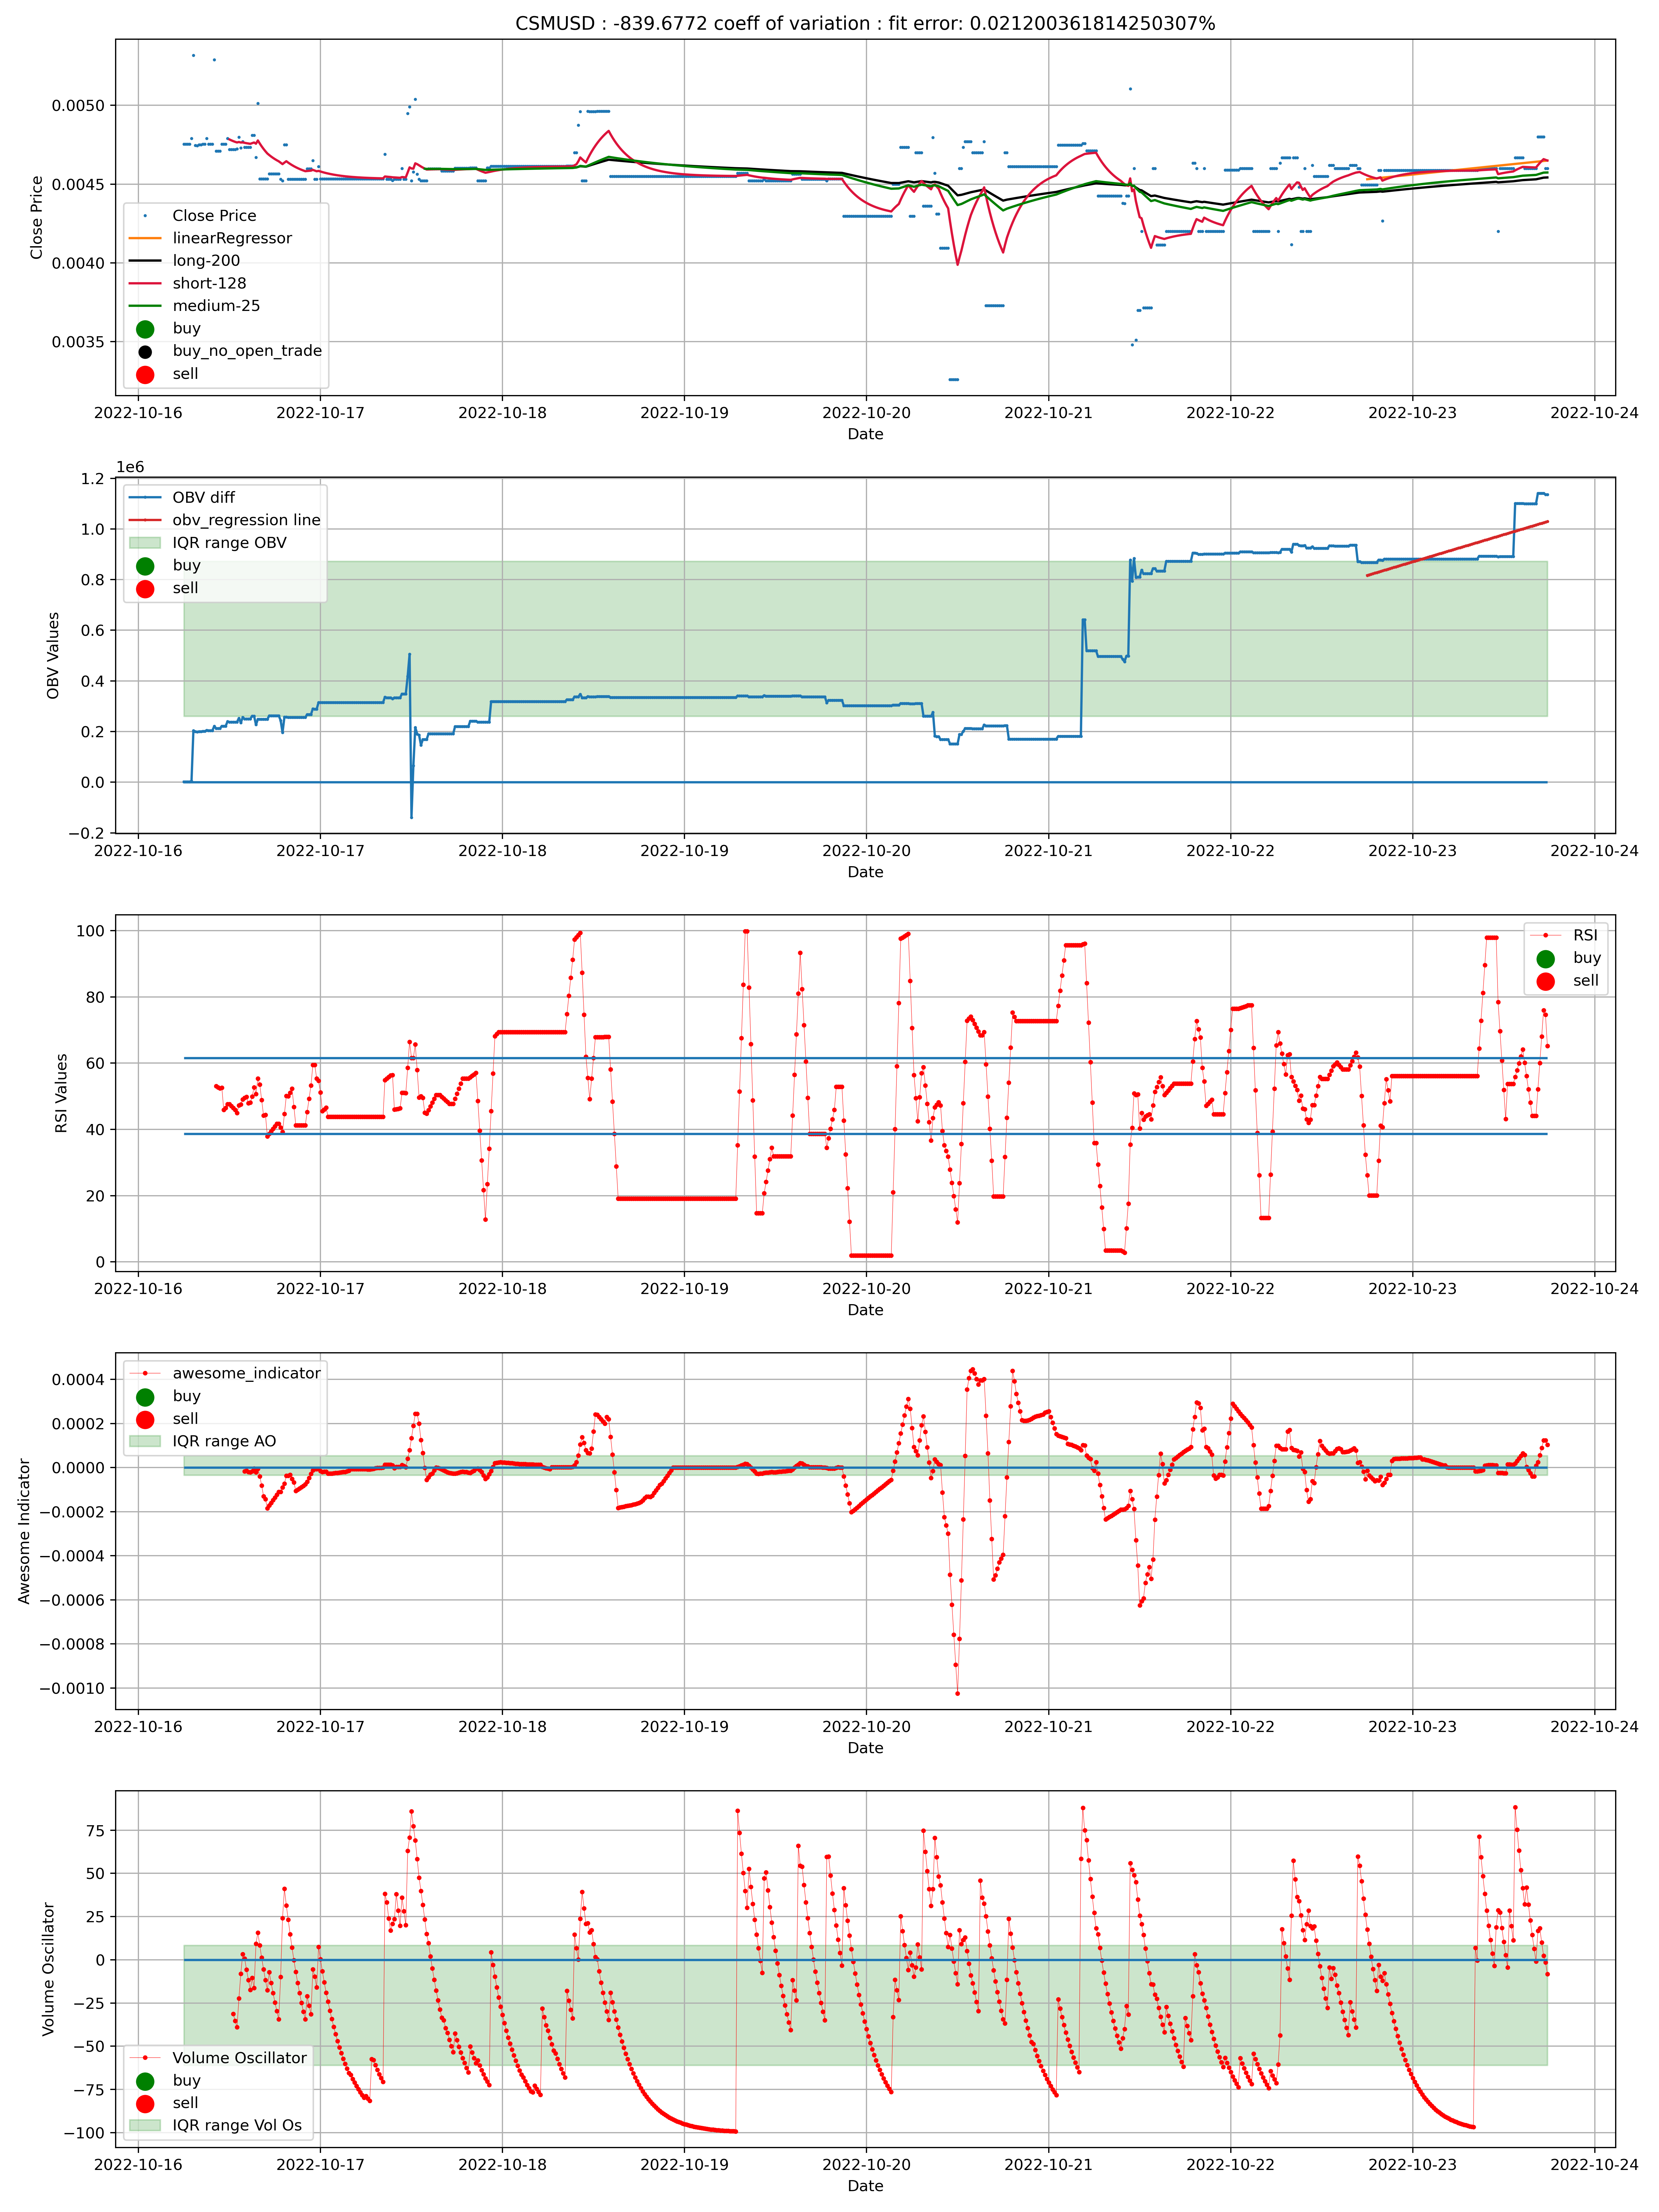 CSMUSD : -839.6772 coeff of variation : fit error: 0.021200361814250307%
Close Price
0.0050
0.0045
0.0040
0.0035
Close Price
linearRegressor
long-200
short-128
medium-25
buy
buy_no_open_trade
sell
2022-10-16 2022-10-17 2022-10-18 2022-10-19 2022-10-20 2022-10-21 2022-10-22 2022-10-23 2022-10-24
Date
1e6
OBV Values
1.2
1.0
0.8
0.6
0.4
0.2
0.0
−0.2
OBV diff
obv_regression line
IQR range OBV
buy
sell
2022-10-16 2022-10-17 2022-10-18 2022-10-19 2022-10-20 2022-10-21 2022-10-22 2022-10-23 2022-10-24
Date
RSI Values
100
80
60
40
20
0
RSI
buy
sell
2022-10-16 2022-10-17 2022-10-18 2022-10-19 2022-10-20 2022-10-21 2022-10-22 2022-10-23 2022-10-24
Date
Awesome Indicator
0.0004
0.0002
0.0000
−0.0002
−0.0004
−0.0006
−0.0008
−0.0010
awesome_indicator
buy
sell
IQR range AO
2022-10-16 2022-10-17 2022-10-18 2022-10-19 2022-10-20 2022-10-21 2022-10-22 2022-10-23 2022-10-24
Date
Volume Oscillator
75
50
25
0
−25
−50
−75
−100
Volume Oscillator
buy
sell
IQR range Vol Os
2022-10-16 2022-10-17 2022-10-18 2022-10-19 2022-10-20 2022-10-21 2022-10-22 2022-10-23 2022-10-24
Date